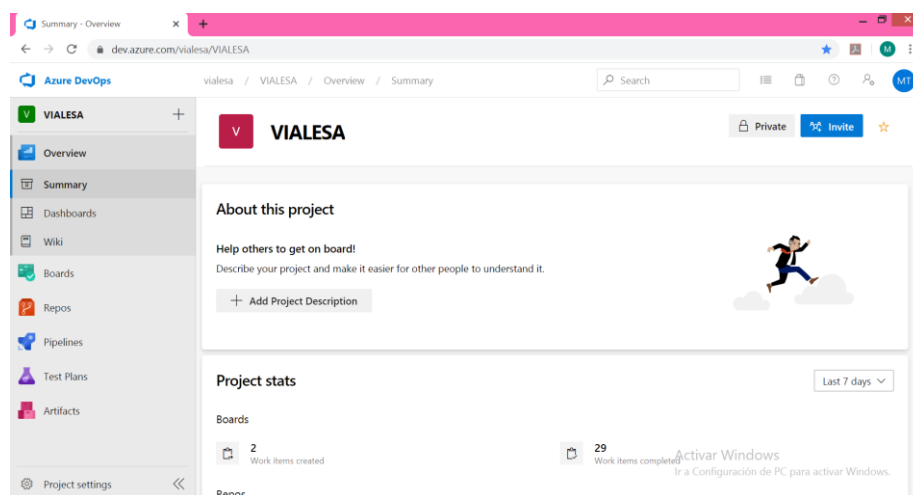 Summary - Overview
dev.azure.com/vialesa/VIALESA
M
Azure DevOps
vialesa / VIALESA / Overview / Summary
Search
MT
V VIALESA
V VIALESA
Private
Invite
Overview
Summary
Dashboards
Wiki
Boards
Repos
Pipelines
Test Plans
Artifacts
Project settings
About this project
Help others to get on board!
Describe your project and make it easier for other people to understand it.
+ Add Project Description
Project stats
Last 7 days
Boards
2
Work items created
29
Work items completed
Activar Windows
Ir a Configuración de PC para activar Windows.
Repos